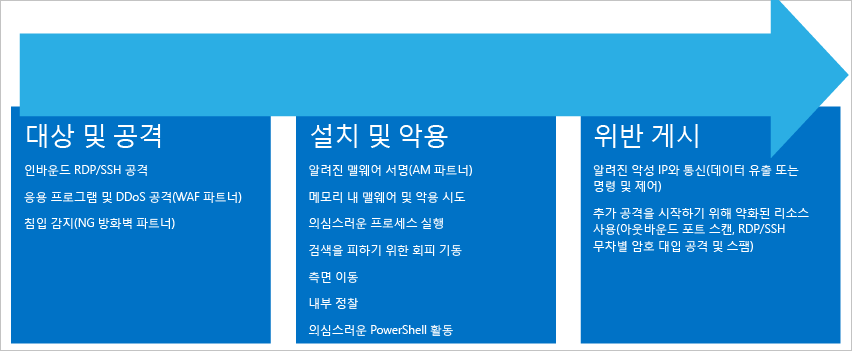 대상 및 공격
인바운드 RDP/SSH 공격
응용 프로그램 및 DDoS 공격(WAF 파트너)
침입 감지(NG 방화벽 파트너)
설치 및 악용
알려진 맬웨어 서명(AM 파트너)
메모리 내 맬웨어 및 악용 시도
의심스러운 프로세스 실행
검색을 피하기 위한 회피 기동
측면 이동
내부 정찰
의심스러운 PowerShell 활동
위반 게시
알려진 악성 IP와 통신(데이터 유출 또는
명령 및 제어)
추가 공격을 시작하기 위해 약화된 리소스
사용(아웃바운드 포트 스캔, RDP/SSH
무차별 암호 대입 공격 및 스팸)